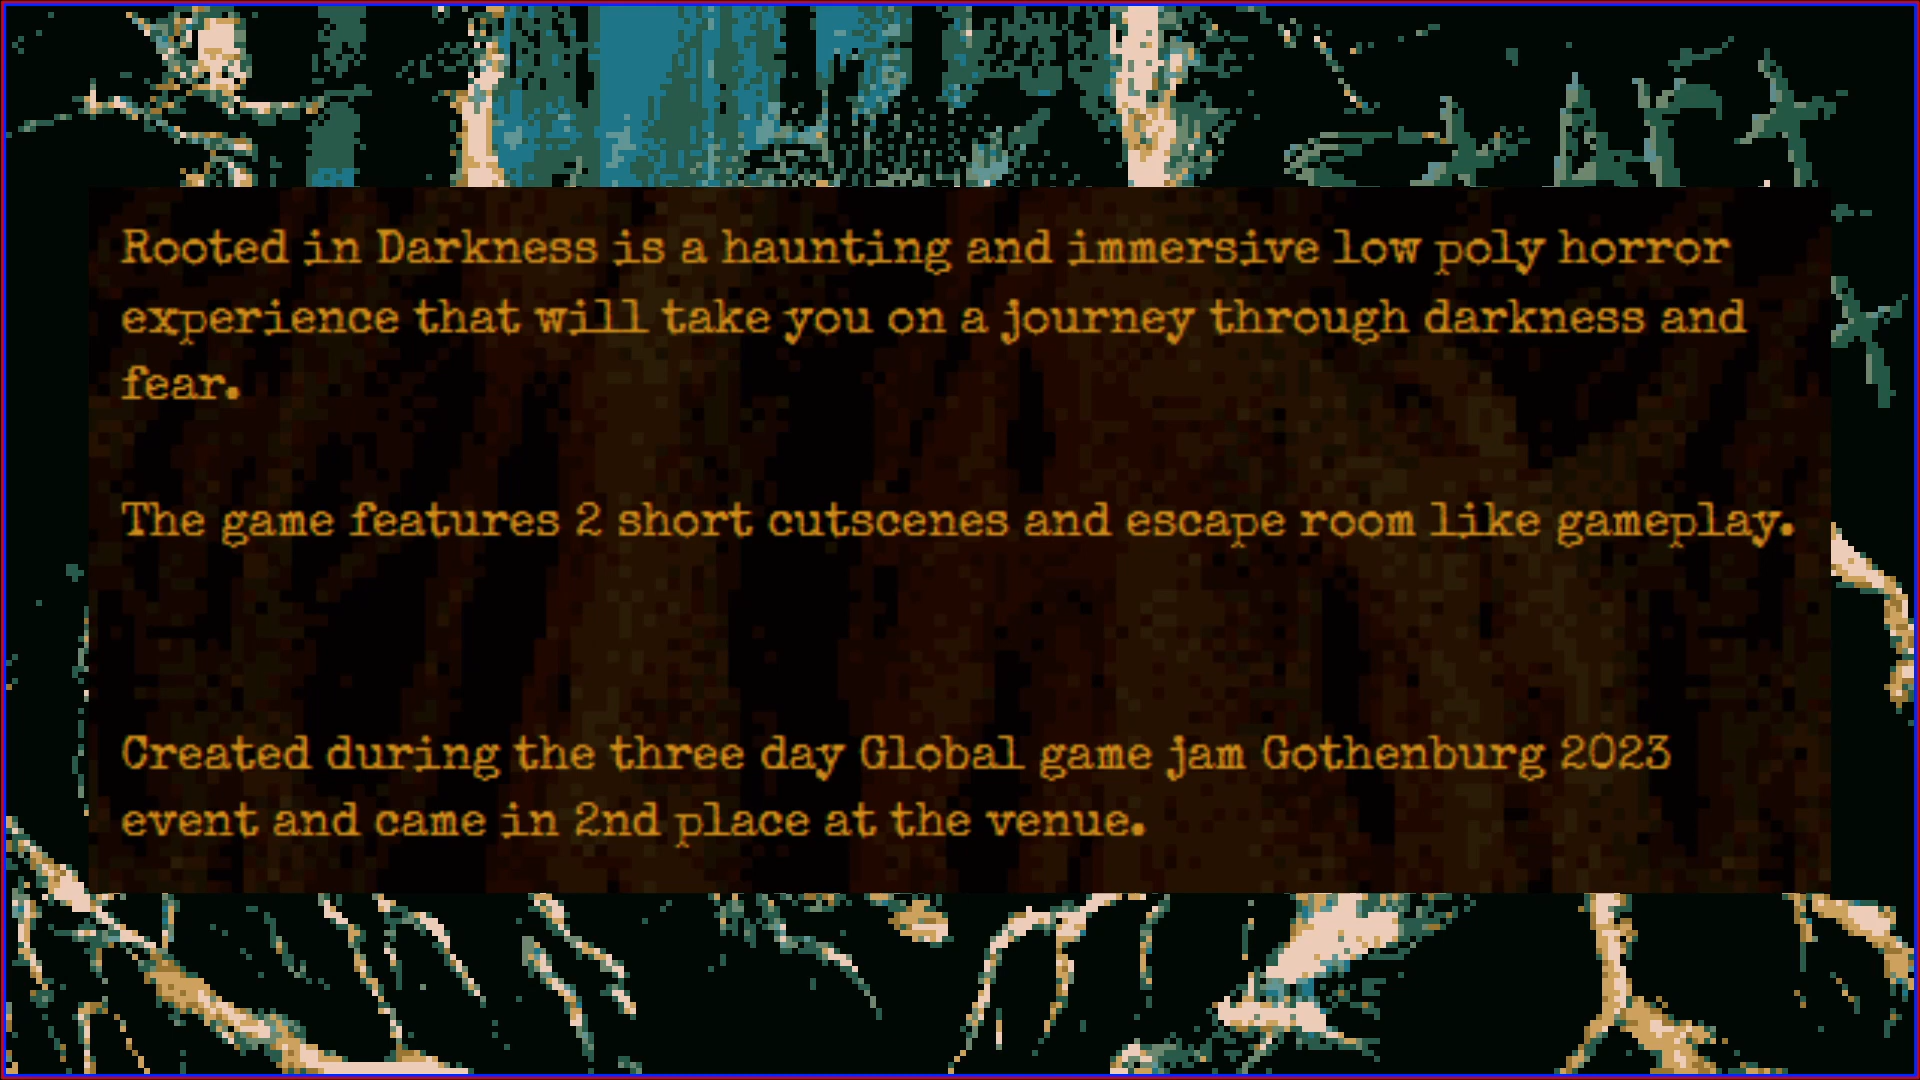 Rooted in Darkness is a haunting and immersive low poly horror
experience that will take you on a journey through darkness and
fear.
The game features 2 short cutscenes and escape room like gameplay.
Created during the three day Global game jam Gothenburg 2023
event and came in 2nd place at the venue.